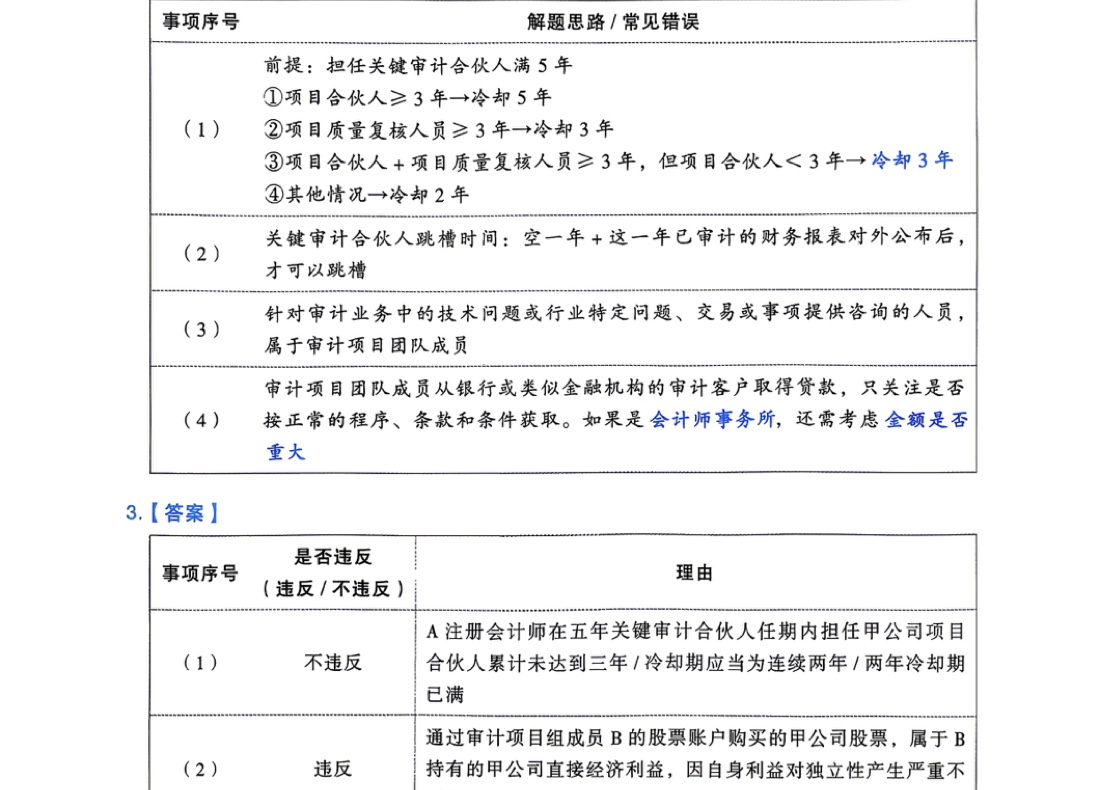 事项序号 解题思路 / 常见错误
前提：担任关键审计合伙人满 5 年
①项目合伙人≥ 3 年→冷却 5 年
（1） ②项目质量复核人员≥ 3 年→冷却 3 年
③项目合伙人 + 项目质量复核人员≥ 3 年，但项目合伙人＜ 3 年→ 冷却 3 年
④其他情况→冷却 2 年
关键审计合伙人跳槽时间：空一年 + 这一年已审计的财务报表对外公布后，
（2）
才可以跳槽
针对审计业务中的技术问题或行业特定问题、交易或事项提供咨询的人员，
（3）
属于审计项目团队成员
审计项目团队成员从银行或类似金融机构的审计客户取得贷款，只关注是否
（4） 按正常的程序、条款和条件获取。如果是 会计师事务所，还需考虑 金额是否
重大
3.【答案】
事项序号 是否违反 理由
（违反 / 不违反）
A 注册会计师在五年关键审计合伙人任期内担任甲公司项目
（1） 不违反 合伙人累计未达到三年 / 冷却期应当为连续两年 / 两年冷却期
已满
通过审计项目组成员 B 的股票账户购买的甲公司股票，属于 B
（2） 违反 持有的甲公司直接经济利益，因自身利益对独立性产生严重不